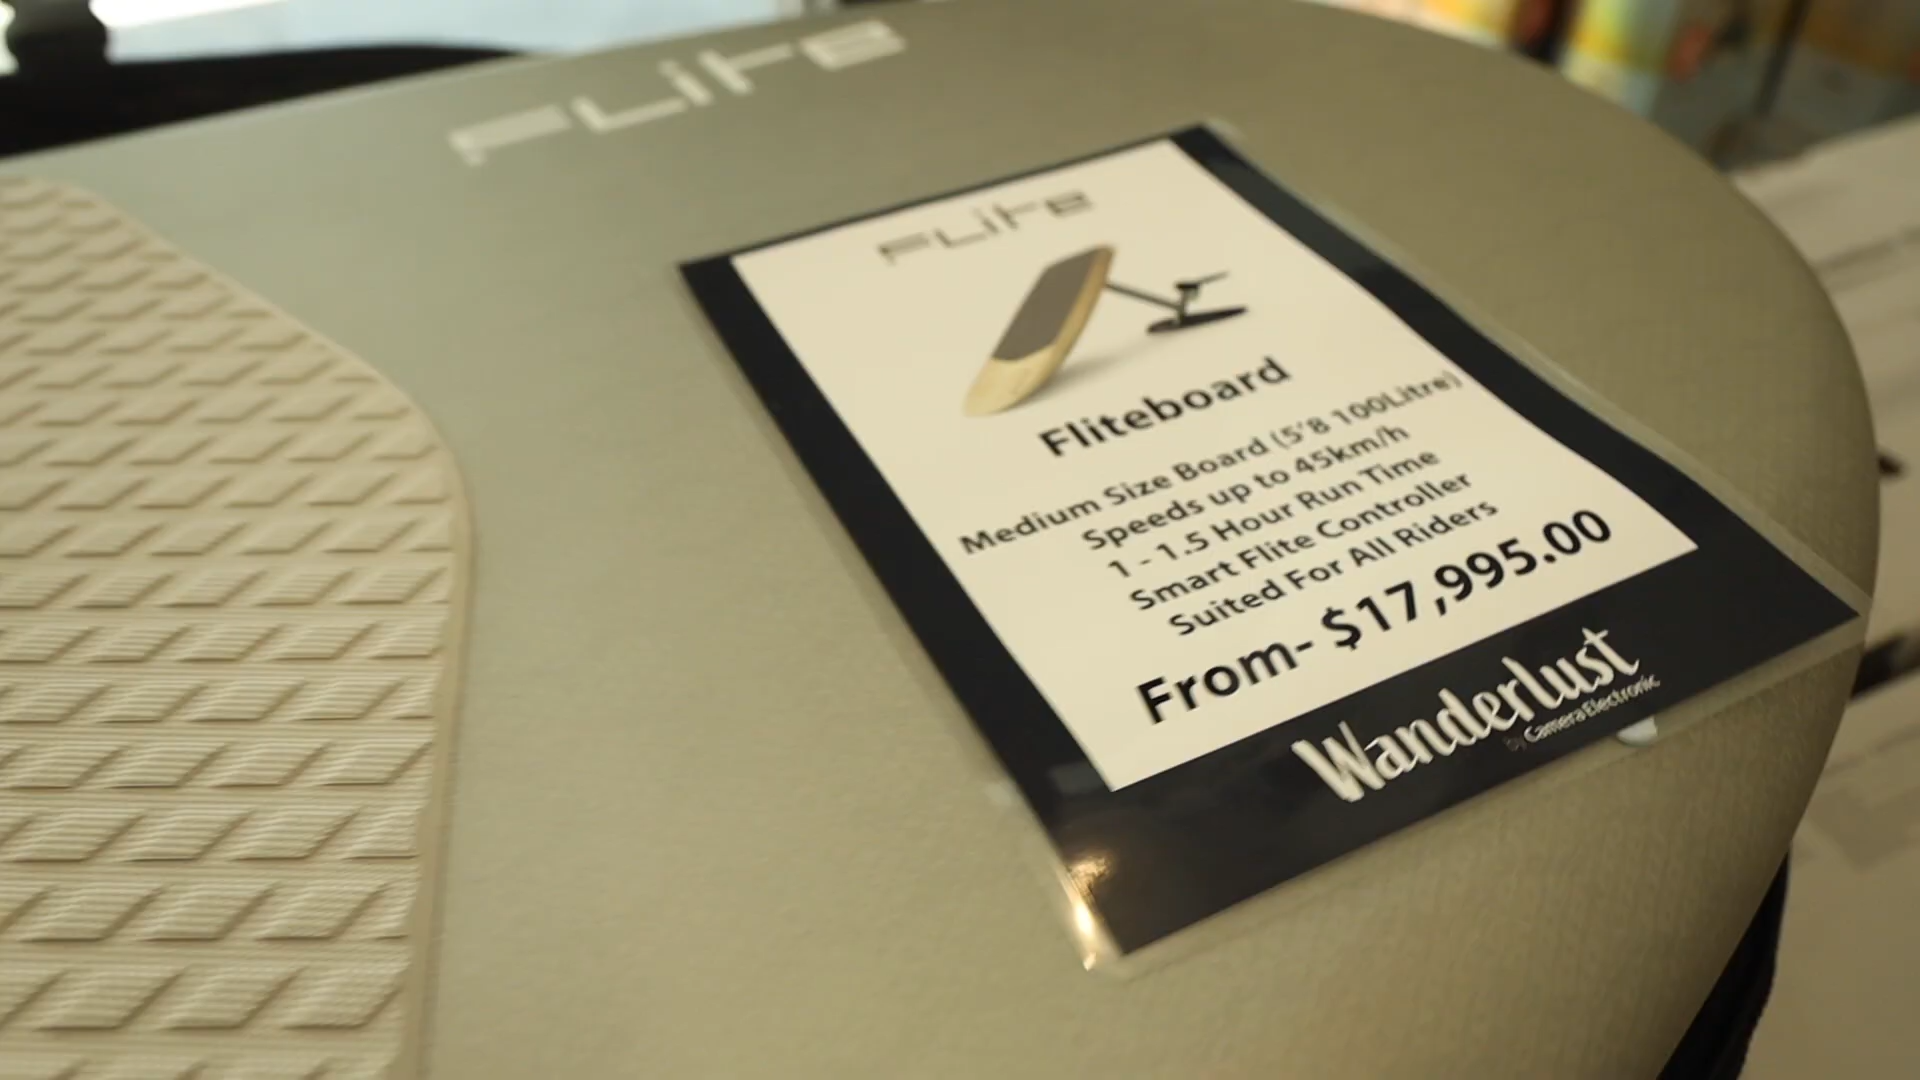 FLiTe
FLiTe
Fliteboard
Medium Size Board (5'8 100Litre)
Speeds up to 45km/h
1 - 1.5 Hour Run Time
Smart Flite Controller
Suited For All Riders
From- $17,995.00
Wanderlust
by Camera Electronic